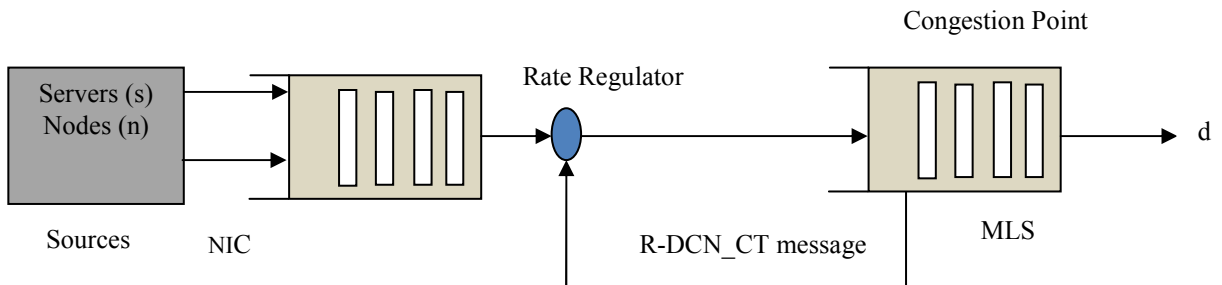 Congestion Point
Rate Regulator
Servers (s)
Nodes (n)
d
Sources
NIC
R-DCN_CT message
MLS